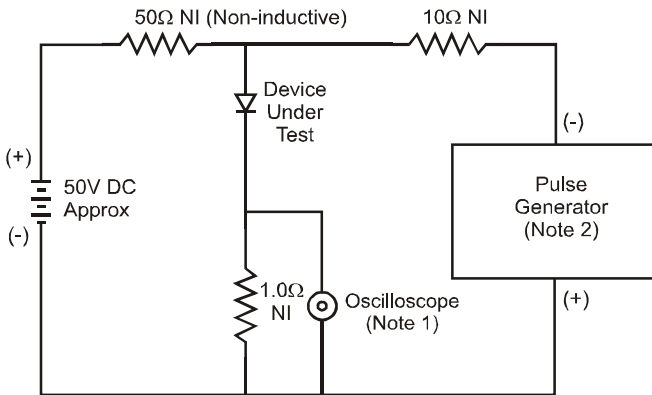 50Ω NI (Non-inductive)
10Ω NI
Device
Under
Test
(-)
(+)
50V DC
Approx
(-)
Pulse
Generator
(Note 2)
1.0Ω
NI
Oscilloscope
(Note 1)
(+)